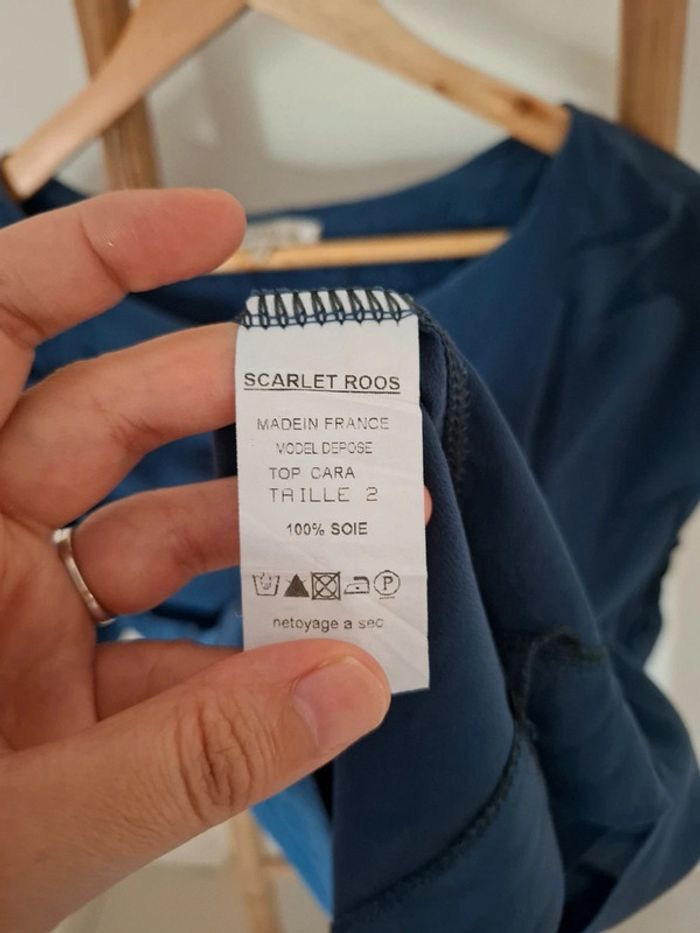 SCARLET ROOS
MADEIN FRANCE
MODEL DEPOSE
TOP CARA
TAILLE 2
100% SOIE
P
netoyage a sec